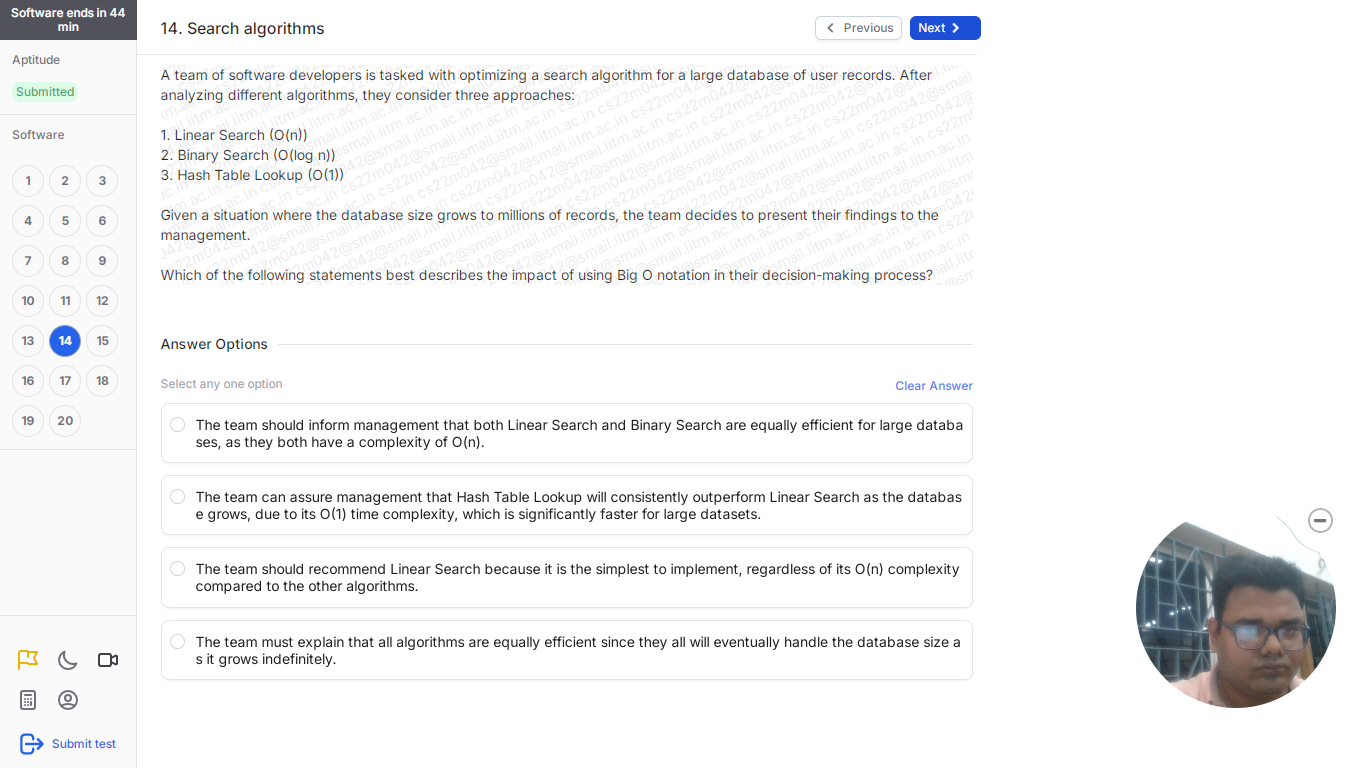 Software ends in 44
min
Aptitude
Submitted
Software
1 2 3
4 5 6
7 8 9
10 11 12
13 14 15
16 17 18
19 20
Submit test
14. Search algorithms
Previous
Next
A team of software developers is tasked with optimizing a search algorithm for a large database of user records. After
analyzing different algorithms, they consider three approaches:
1. Linear Search (O(n))
2. Binary Search (O(log n))
3. Hash Table Lookup (O(1))
Given a situation where the database size grows to millions of records, the team decides to present their findings to the
management.
Which of the following statements best describes the impact of using Big O notation in their decision-making process?
cs22m042@smail.iitm.ac.in
Answer Options
Select any one option
Clear Answer
The team should inform management that both Linear Search and Binary Search are equally efficient for large databa
ses, as they both have a complexity of O(n).
The team can assure management that Hash Table Lookup will consistently outperform Linear Search as the databas
e grows, due to its O(1) time complexity, which is significantly faster for large datasets.
The team should recommend Linear Search because it is the simplest to implement, regardless of its O(n) complexity
compared to the other algorithms.
The team must explain that all algorithms are equally efficient since they all will eventually handle the database size a
s it grows indefinitely.